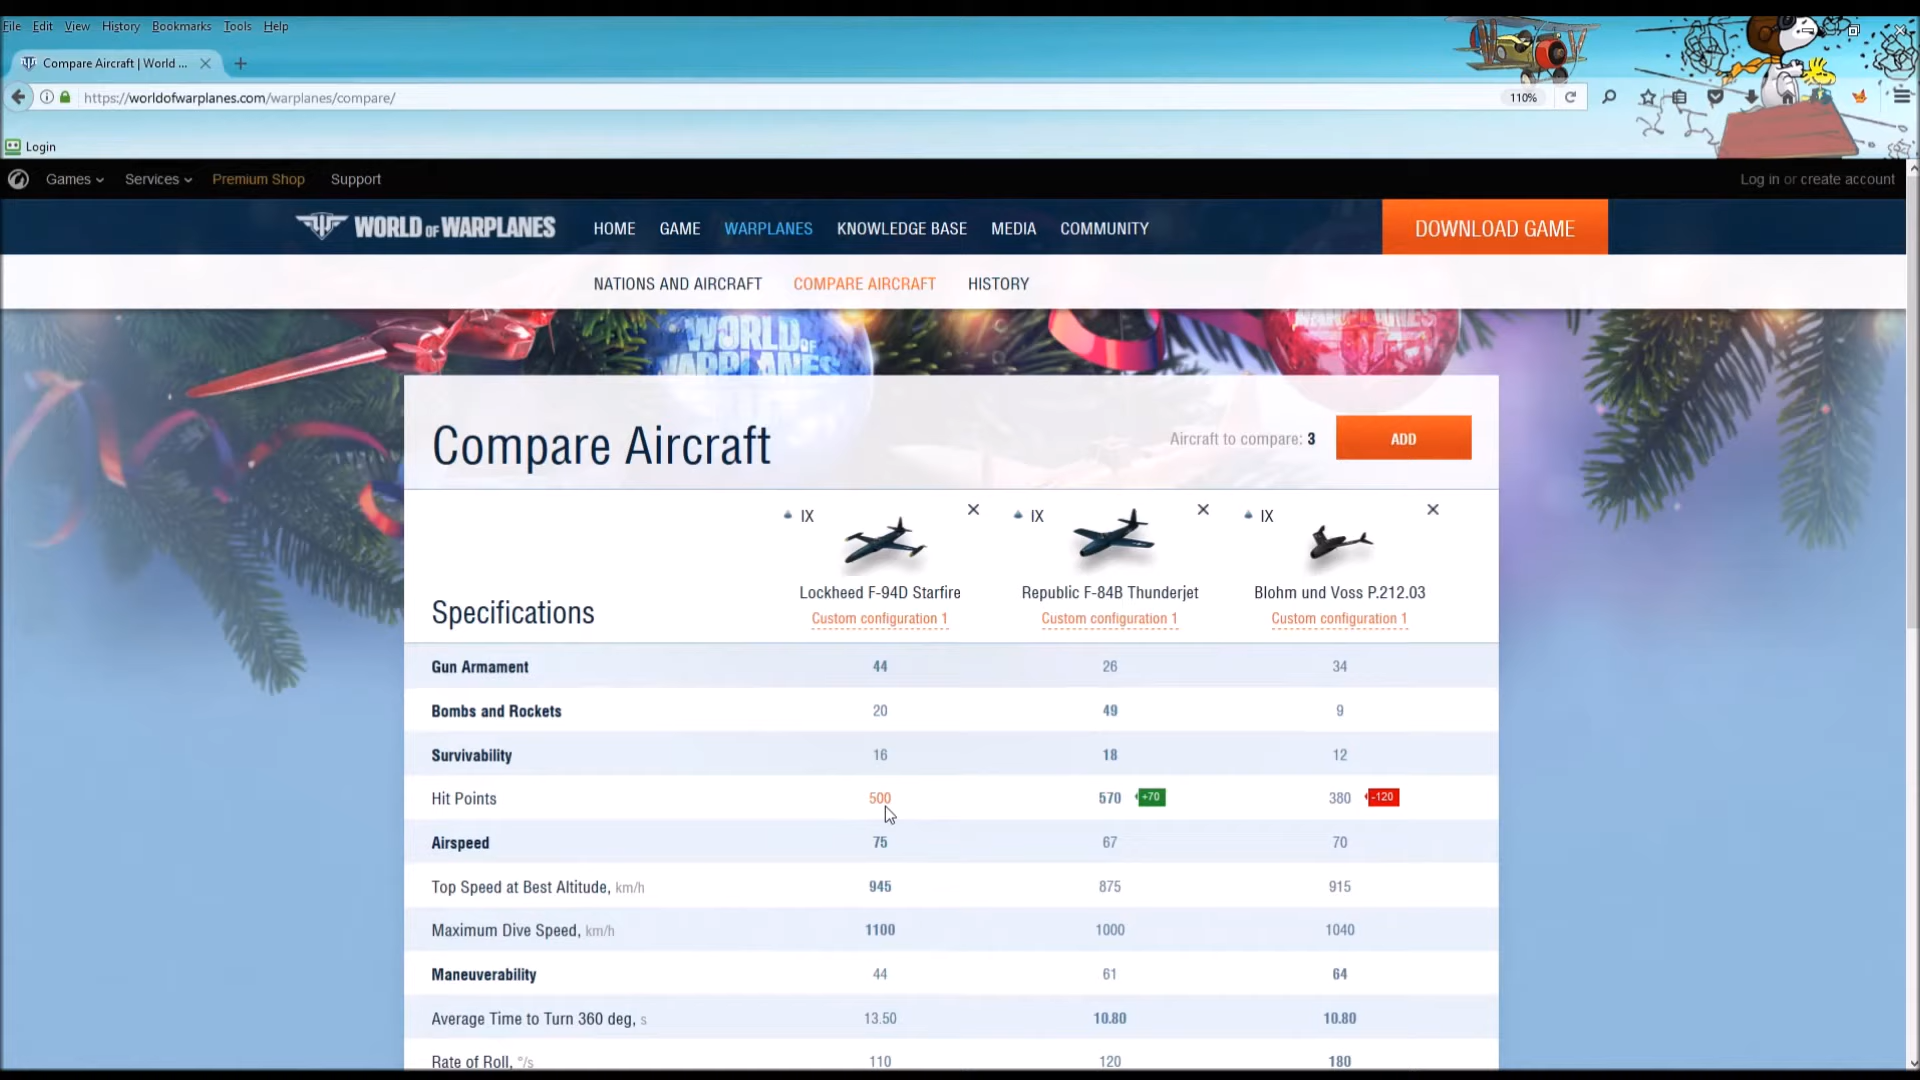 File Edit View History Bookmarks Tools Help
Compare Aircraft | World ...
https://worldofwarplanes.com/warplanes/compare/
110%
Login
Games Services Premium Shop Support
Log in or create account
WORLD OF WARPLANES
HOME GAME WARPLANES KNOWLEDGE BASE MEDIA COMMUNITY
DOWNLOAD GAME
NATIONS AND AIRCRAFT COMPARE AIRCRAFT HISTORY
WORLD OF WARPLANES
WARPLANES
Compare Aircraft
Aircraft to compare: 3
ADD
IX IX IX
Lockheed F-94D Starfire Republic F-84B Thunderjet Blohm und Voss P.212.03
Specifications
Custom configuration 1 Custom configuration 1 Custom configuration 1
Gun Armament 44 26 34
Bombs and Rockets 20 49 9
Survivability 16 18 12
Hit Points 500 570 +70 380 -120
Airspeed 75 67 70
Top Speed at Best Altitude, km/h 945 875 915
Maximum Dive Speed, km/h 1100 1000 1040
Maneuverability 44 61 64
Average Time to Turn 360 deg, s 13.50 10.80 10.80
Rate of Roll, °/s 110 120 180